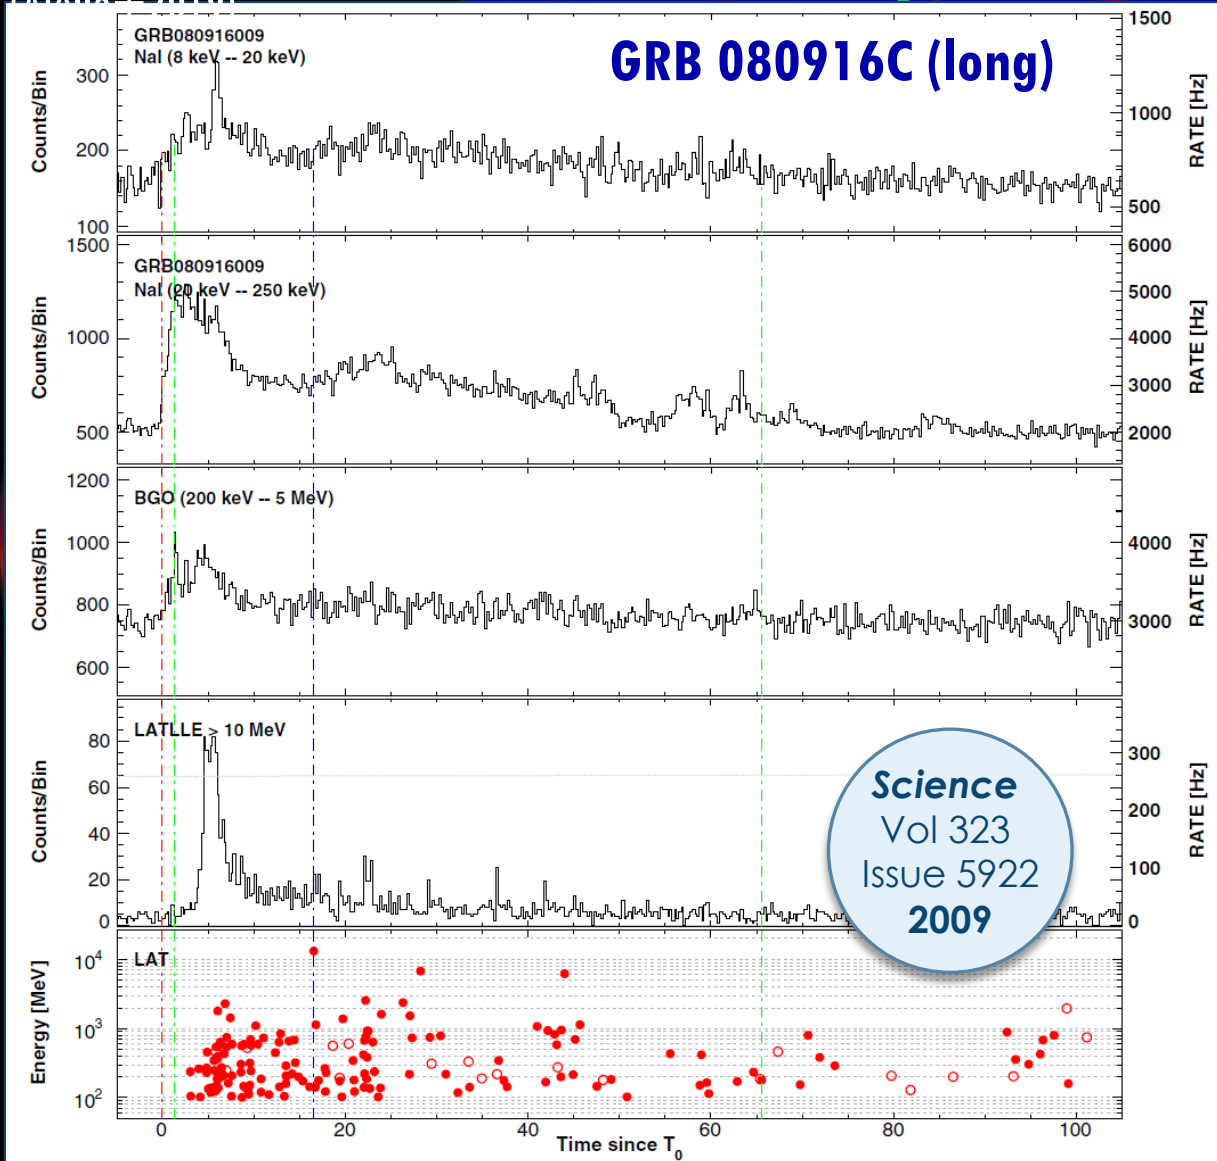 GRB 080916C (long)
GRB080916009
NaI (8 keV -- 20 keV)
Counts/Bin
300
200
100
RATE [Hz]
1500
1000
500
GRB080916009
NaI (20 keV -- 250 keV)
Counts/Bin
1500
1000
500
RATE [Hz]
6000
5000
4000
3000
2000
BGO (200 keV -- 5 MeV)
Counts/Bin
1200
1000
800
600
RATE [Hz]
4000
3000
LATLLE > 10 MeV
Counts/Bin
80
60
40
20
0
RATE [Hz]
300
200
100
0
Science
Vol 323
Issue 5922
2009
LAT
Energy [MeV]
10⁴
10³
10²
0 20 40 60 80 100
Time since T₀